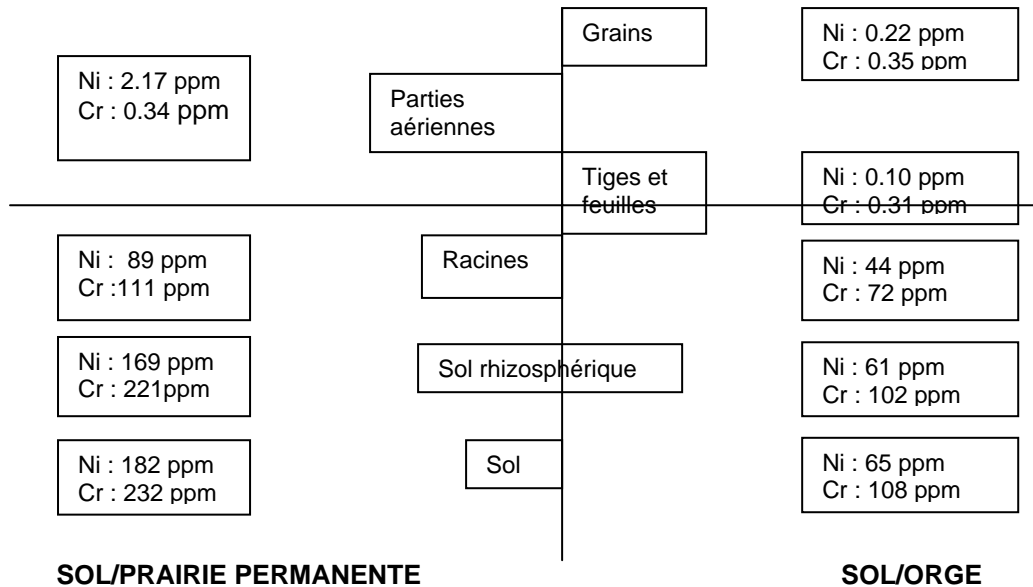 Grains
Ni : 0.22 ppm
Cr : 0.35 ppm
Ni : 2.17 ppm
Cr : 0.34 ppm
Parties
aériennes
Tiges et
feuilles
Ni : 0.10 ppm
Cr : 0.31 ppm
Ni :  89 ppm
Cr :111 ppm
Racines
Ni : 44 ppm
Cr : 72 ppm
Ni : 169 ppm
Cr : 221ppm
Sol rhizosphérique
Ni : 61 ppm
Cr : 102 ppm
Ni : 182 ppm
Cr : 232 ppm
Sol
Ni : 65 ppm
Cr : 108 ppm
SOL/PRAIRIE PERMANENTE
SOL/ORGE